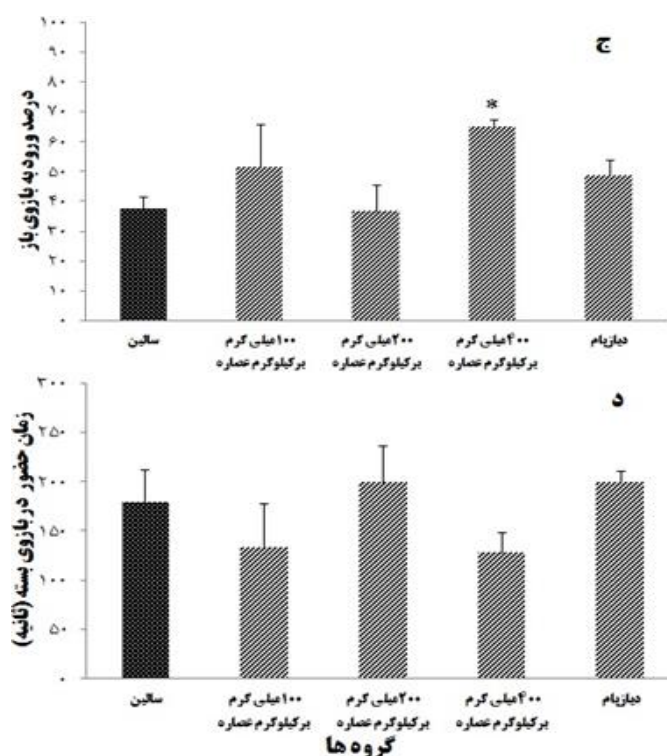 ج
درصد ورود به بازوی باز
۱۰۰
۹۰
۸۰
۷۰
۶۰
۵۰
۴۰
۳۰
۲۰
۱۰
۰
*
سالین
۱۰۰میلی گرم
برکیلوگرم عصاره
۲۰۰میلی گرم
برکیلوگرم عصاره
۴۰۰میلی گرم
برکیلوگرم عصاره
دیازپام
د
زمان حضور در بازوی بسته (ثانیه)
۳۰۰
۲۵۰
۲۰۰
۱۵۰
۱۰۰
۵۰
۰
سالین
۱۰۰میلی گرم
برکیلوگرم عصاره
۲۰۰میلی گرم
برکیلوگرم عصاره
۴۰۰میلی گرم
برکیلوگرم عصاره
دیازپام
گروه ها